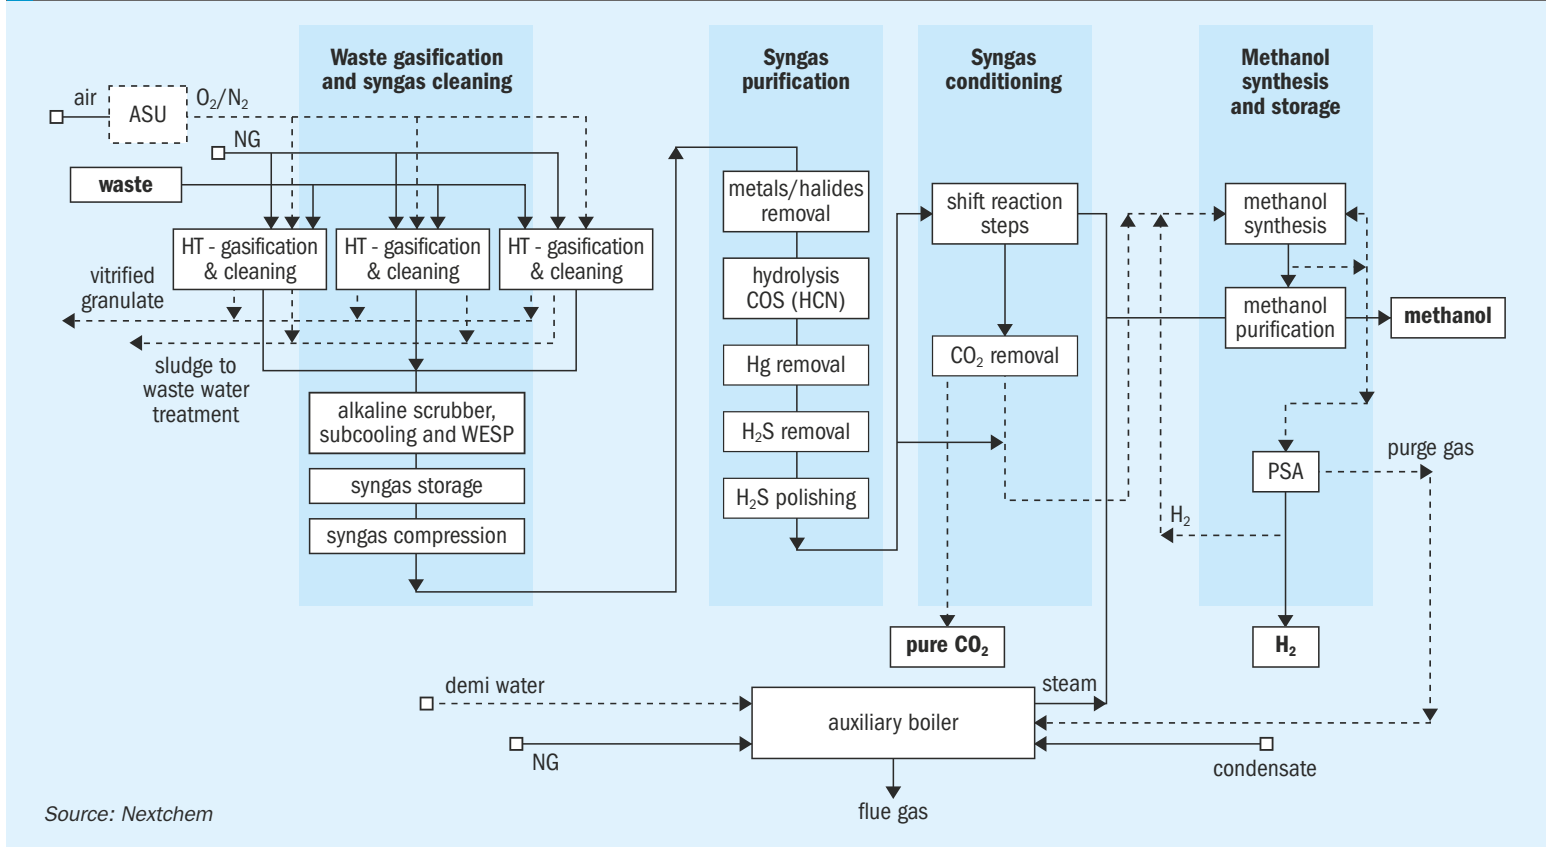 Waste gasification
and syngas cleaning
Syngas
purification
Syngas
conditioning
Methanol
synthesis
and storage
air
ASU
O₂/N₂
NG
waste
HT - gasification
& cleaning
HT - gasification
& cleaning
HT - gasification
& cleaning
vitrified
granulate
sludge to
waste water
treatment
alkaline scrubber,
subcooling and WESP
syngas storage
syngas compression
metals/halides
removal
hydrolysis
COS (HCN)
Hg removal
H₂S removal
H₂S polishing
shift reaction
steps
CO₂ removal
pure CO₂
methanol
synthesis
methanol
purification
methanol
PSA
purge gas
H₂
H₂
demi water
NG
auxiliary boiler
steam
condensate
flue gas
Source: Nextchem